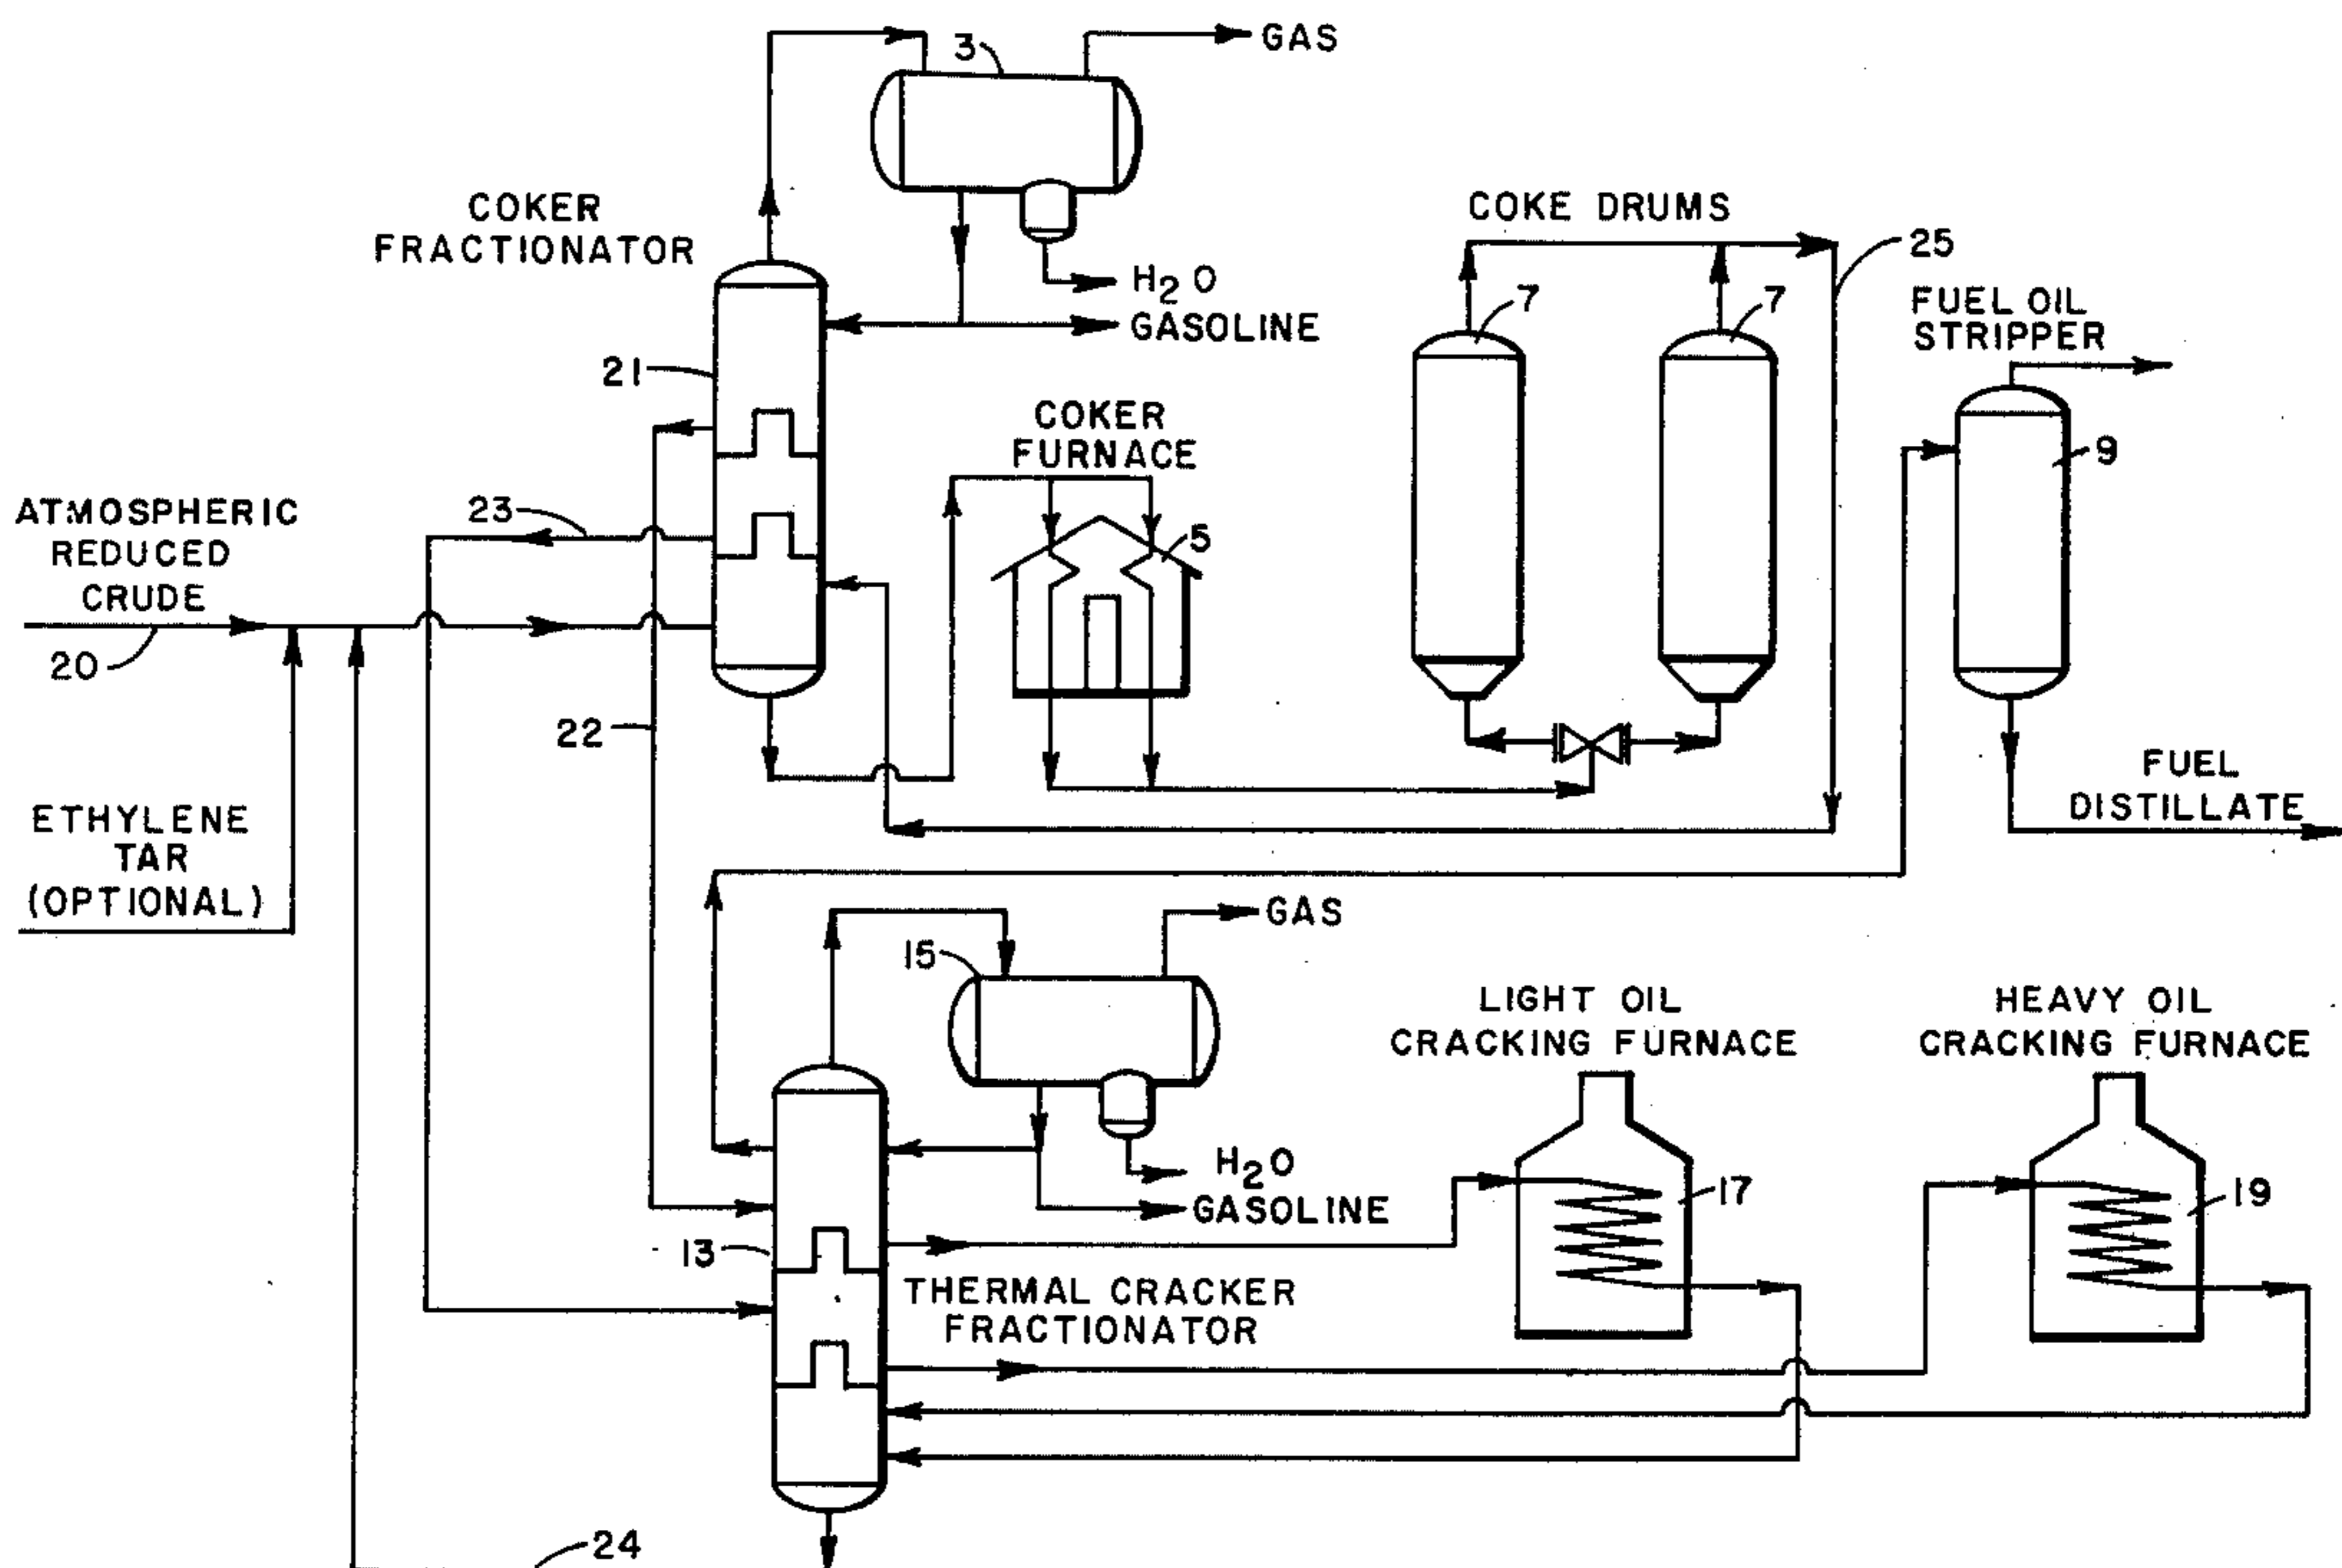 3
GAS
COKER
FRACTIONATOR
COKE DRUMS
25
H2O
GASOLINE
7
7
FUEL OIL
STRIPPER
21
COKER
FURNACE
9
ATMOSPHERIC
REDUCED
CRUDE
23
5
20
22
FUEL
DISTILLATE
ETHYLENE
TAR
(OPTIONAL)
GAS
15
LIGHT OIL
CRACKING FURNACE
HEAVY OIL
CRACKING FURNACE
H2O
GASOLINE
17
19
13
THERMAL CRACKER
FRACTIONATOR
24